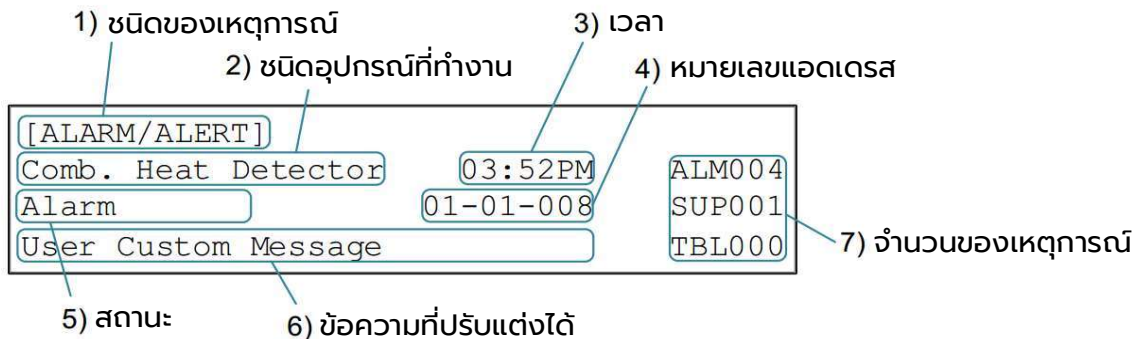 1) ชนิดของเหตุการณ์
3) เวลา
2) ชนิดอุปกรณ์ที่ทำงาน
4) หมายเลขแอดเดรส
[ALARM/ALERT]
Comb. Heat Detector 03:52PM ALM004
Alarm 01-01-008 SUP001
User Custom Message TBL000
7) จำนวนของเหตุการณ์
5) สถานะ
6) ข้อความที่ปรับแต่งได้